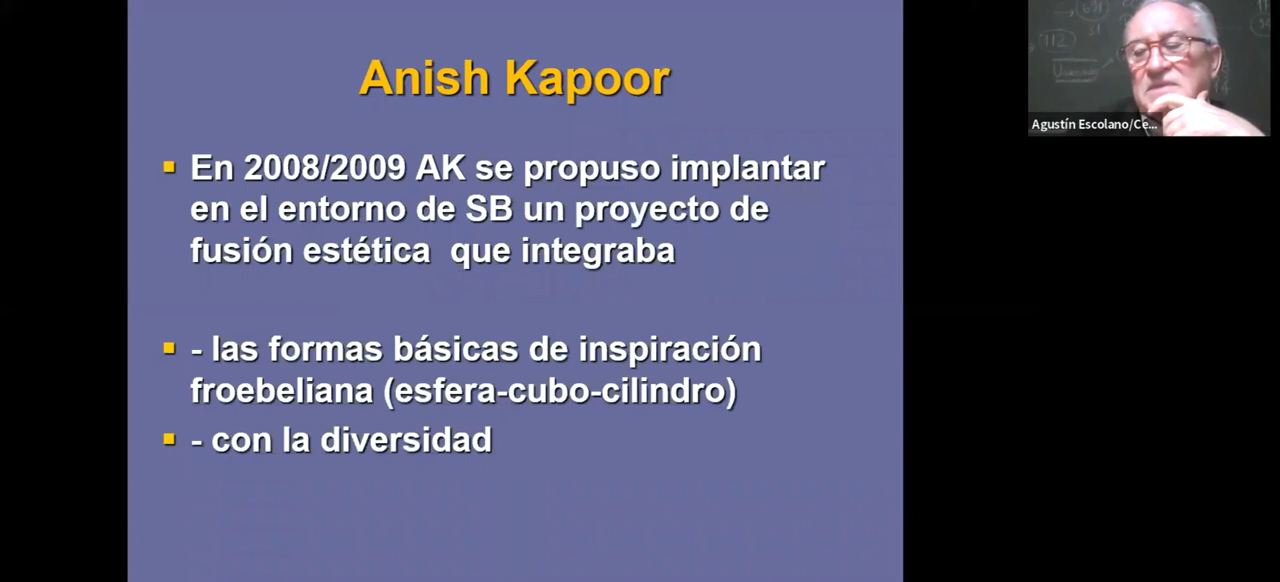 Anish Kapoor
En 2008/2009 AK se propuso implantar
en el entorno de SB un proyecto de
fusión estética que integraba
- las formas básicas de inspiración
froebeliana (esfera-cubo-cilindro)
- con la diversidad
112
Agustín Escolano/Ce...